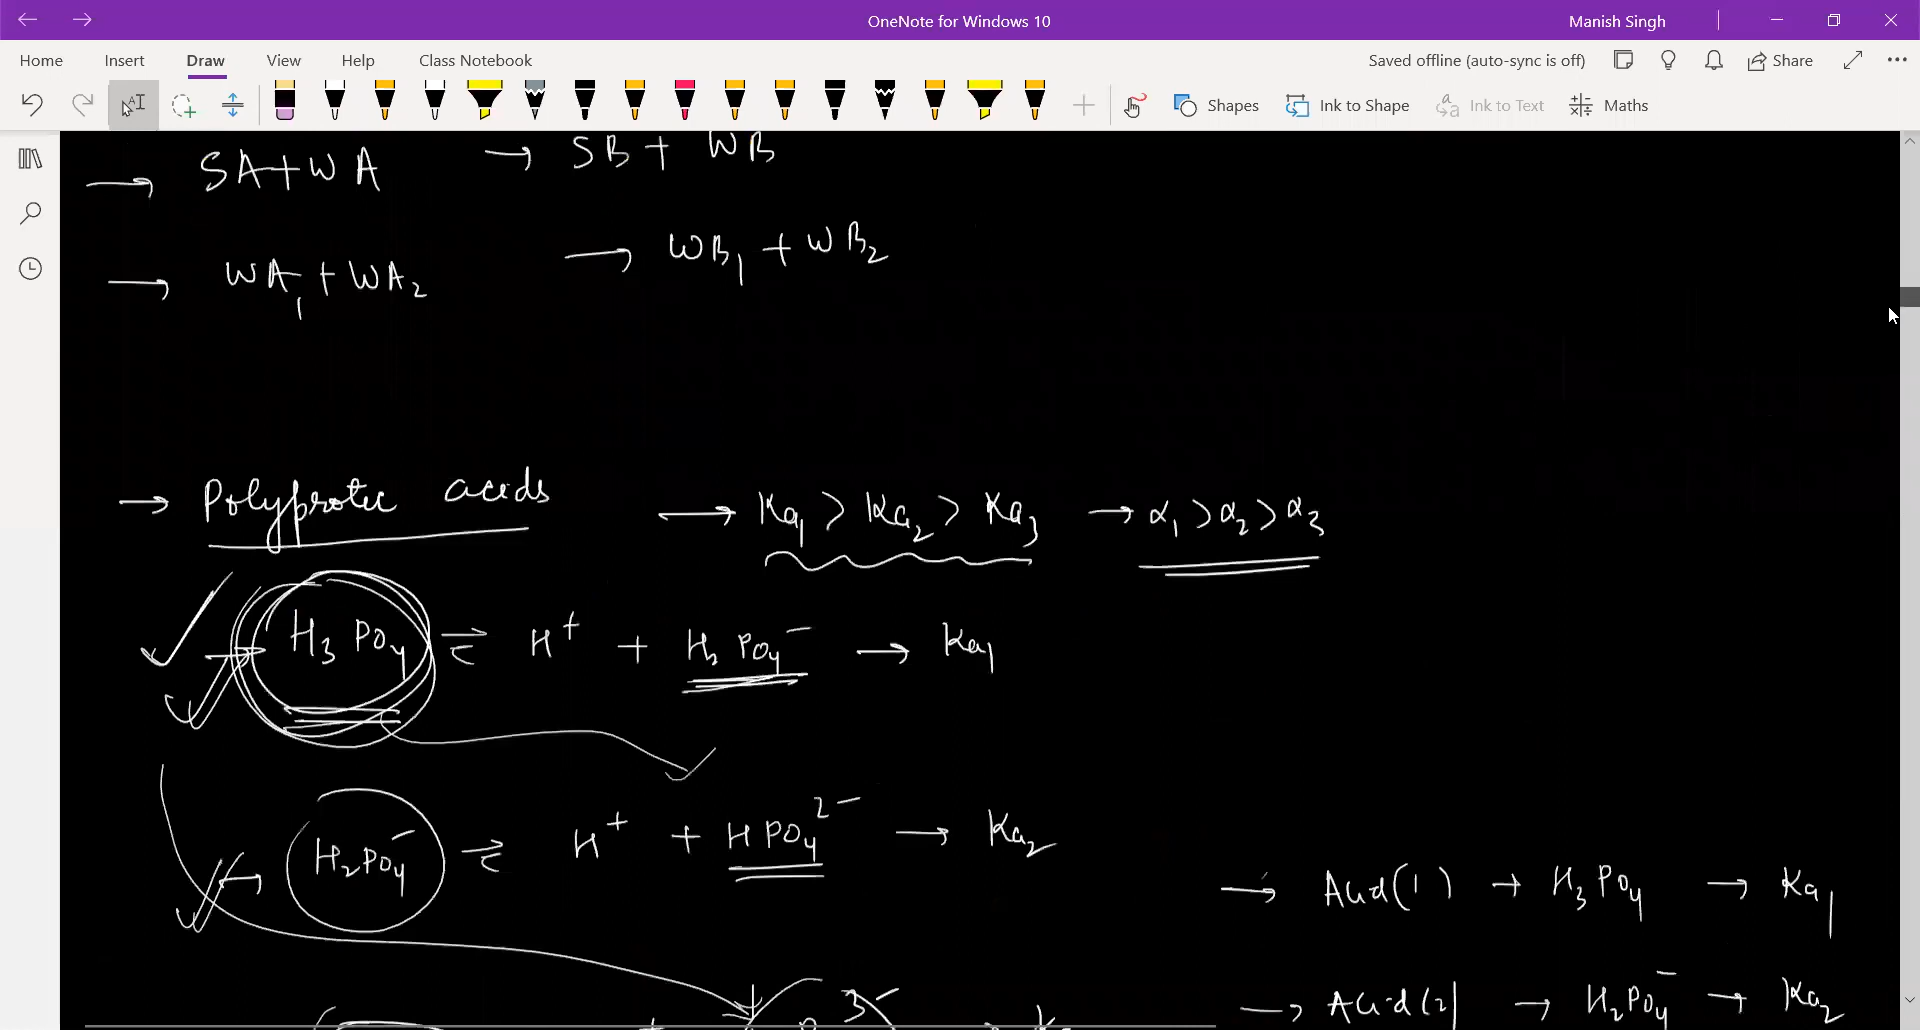 OneNote for Windows 10
Manish Singh
Home Insert Draw View Help Class Notebook
Saved offline (auto-sync is off) Share
Shapes Ink to Shape Ink to Text Maths
→ SA+WA → SB + WB
→ WA₁ + WA₂ → WB₁ + WB₂
→ Polyprotic acids → Ka₁ > Ka₂ > Ka₃ → α₁ > α₂ > α₃
→ H₃PO₄ ⇌ H⁺ + H₂PO₄⁻ → Ka₁
→ H₂PO₄⁻ ⇌ H⁺ + HPO₄²⁻ → Ka₂
→ Acid(1) → H₃PO₄ → Ka₁
→ Acid(2) → H₂PO₄⁻ → Ka₂